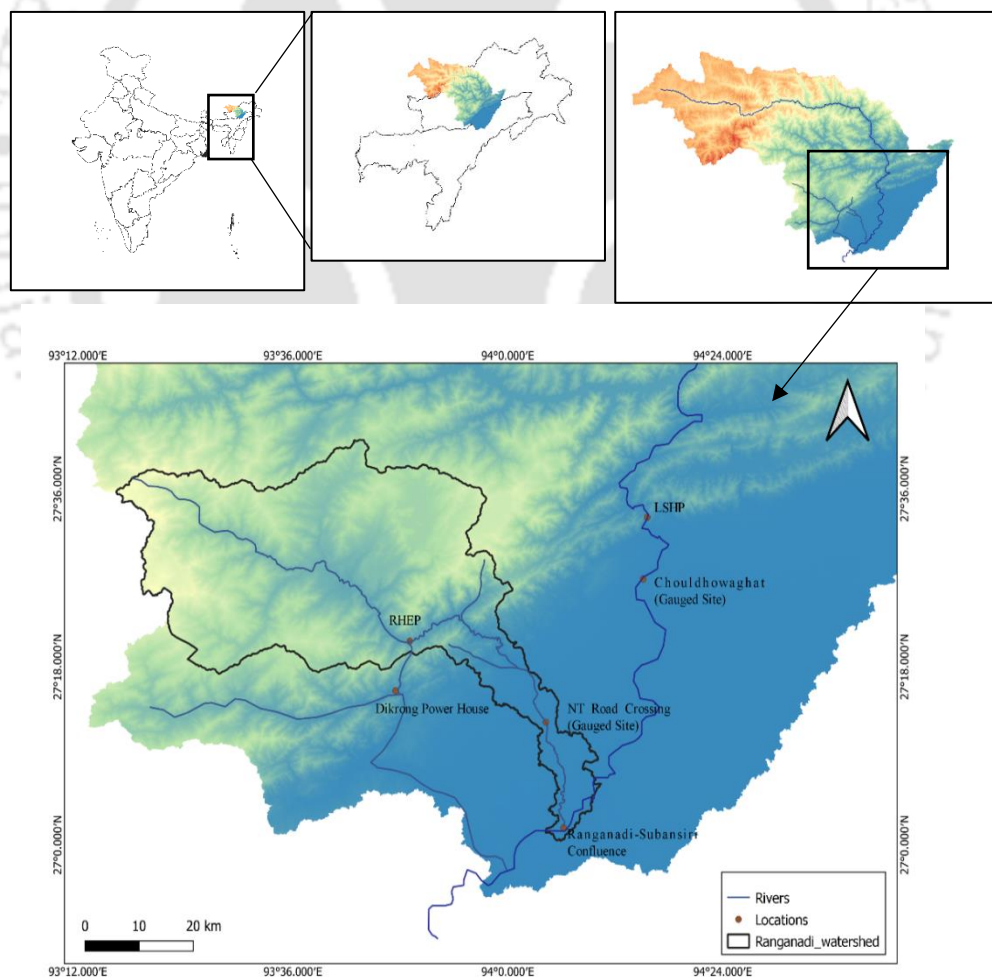 93°12.000'E 93°36.000'E 94°0.000'E 94°24.000'E
27°36.000'N 27°36.000'N
LSHP
Chouldhowaghat
(Gauged Site)
RHEP
27°18.000'N 27°18.000'N
Dikrong Power House
NT Road Crossing
(Gauged Site)
Ranganadi-Subansiri
Confluence
27°0.000'N 27°0.000'N
Rivers
Locations
Ranganadi_watershed
0 10 20 km
93°12.000'E 93°36.000'E 94°0.000'E 94°24.000'E